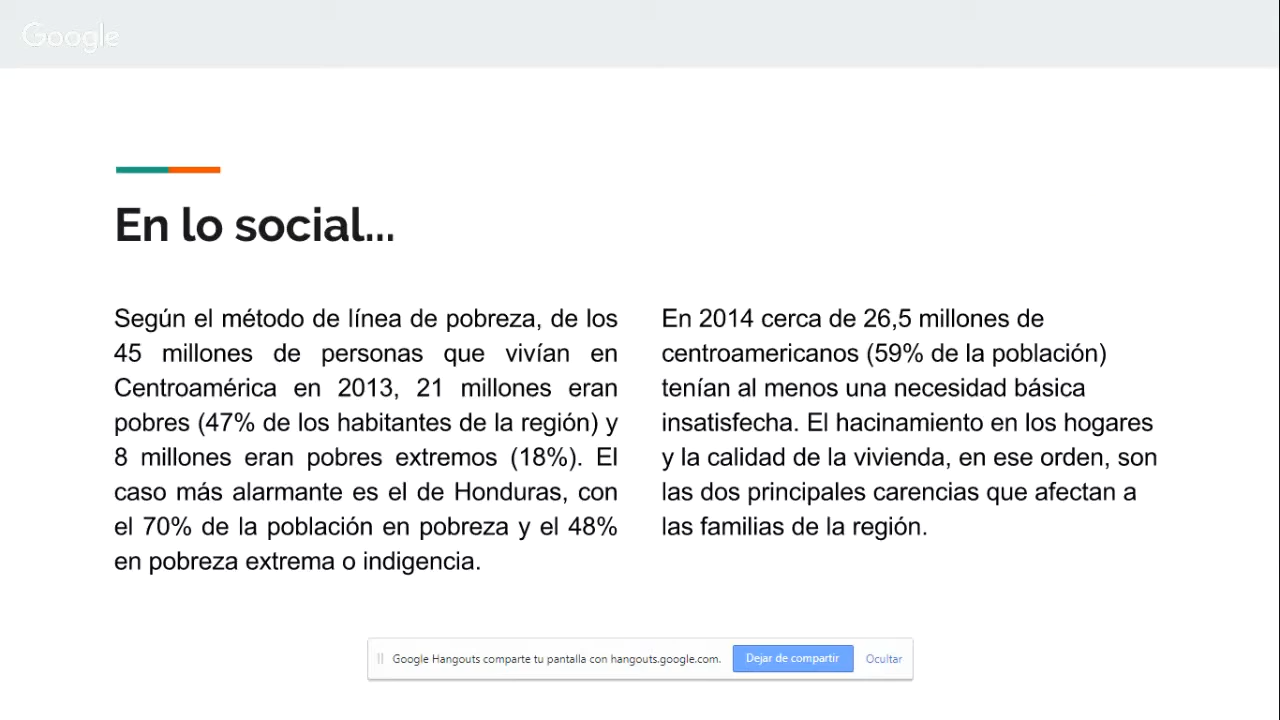 Google
En lo social...
Según el método de línea de pobreza, de los
45 millones de personas que vivían en
Centroamérica en 2013, 21 millones eran
pobres (47% de los habitantes de la región) y
8 millones eran pobres extremos (18%). El
caso más alarmante es el de Honduras, con
el 70% de la población en pobreza y el 48%
en pobreza extrema o indigencia.
En 2014 cerca de 26,5 millones de
centroamericanos (59% de la población)
tenían al menos una necesidad básica
insatisfecha. El hacinamiento en los hogares
y la calidad de la vivienda, en ese orden, son
las dos principales carencias que afectan a
las familias de la región.
Google Hangouts comparte tu pantalla con hangouts.google.com.
Dejar de compartir
Ocultar